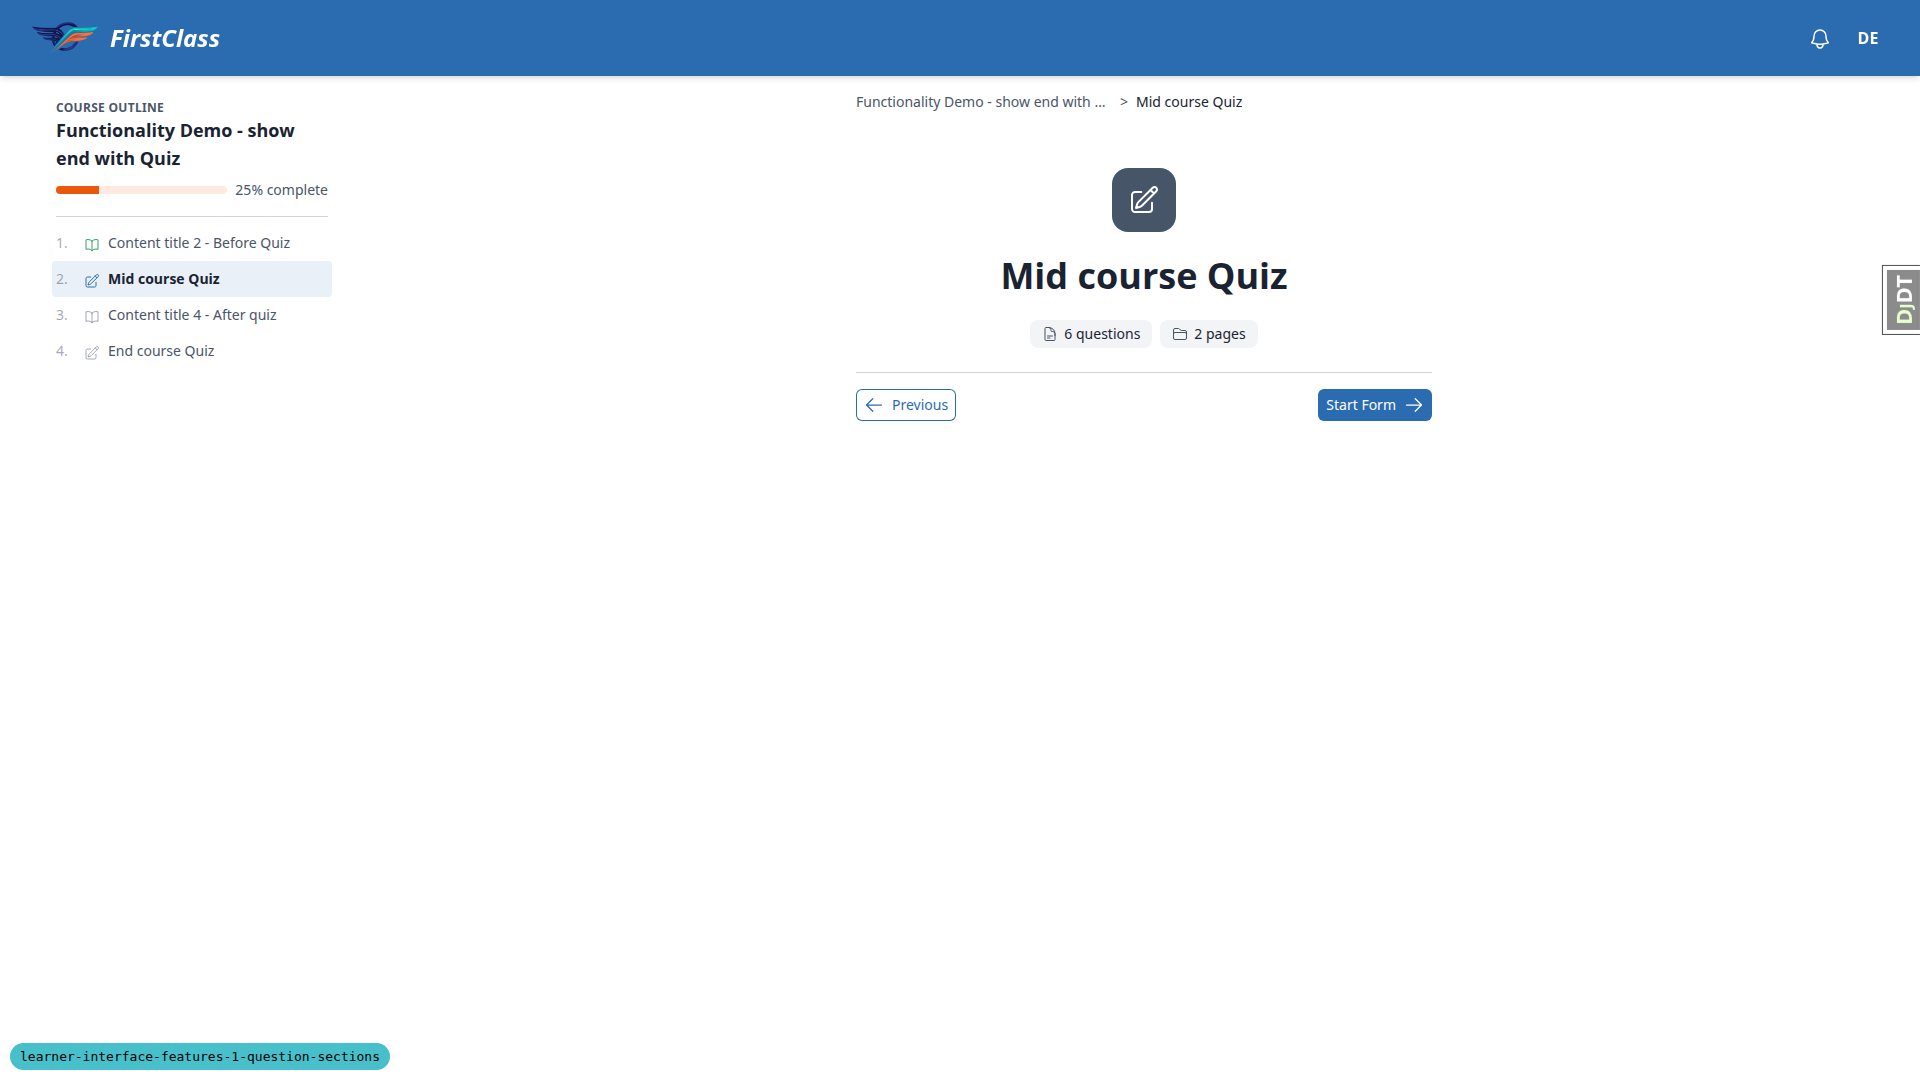 FirstClass
DE
COURSE OUTLINE
Functionality Demo - show
end with Quiz
25% complete
1. Content title 2 - Before Quiz
2. Mid course Quiz
3. Content title 4 - After quiz
4. End course Quiz
Functionality Demo - show end with ... > Mid course Quiz
Mid course Quiz
6 questions 2 pages
Previous
Start Form
DjDT
learner-interface-features-1-question-sections